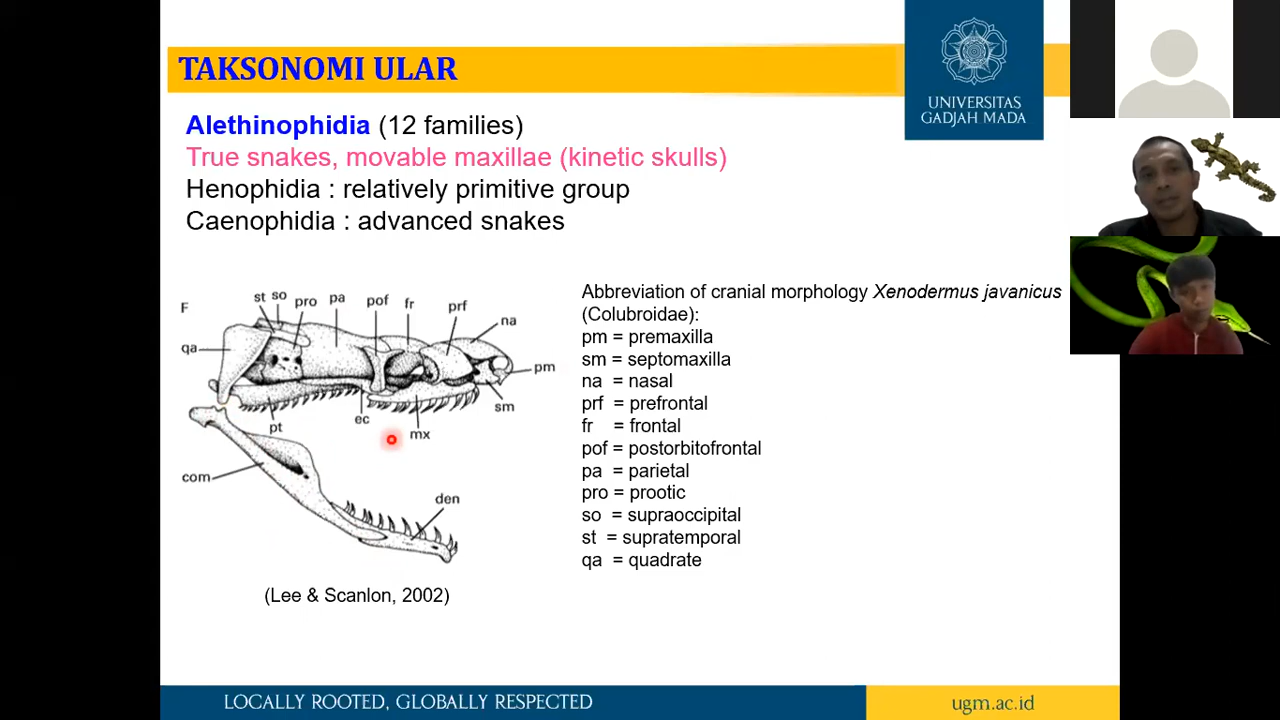 TAKSONOMI ULAR
UNIVERSITAS
GADJAH MADA
Alethinophidia (12 families)
True snakes, movable maxillae (kinetic skulls)
Henophidia : relatively primitive group
Caenophidia : advanced snakes
F
st so pro pa pof fr prf na
qa
pm
sm
pt ec mx
com
den
(Lee & Scanlon, 2002)
Abbreviation of cranial morphology Xenodermus javanicus
(Colubroidae):
pm = premaxilla
sm = septomaxilla
na = nasal
prf = prefrontal
fr = frontal
pof = postorbitofrontal
pa = parietal
pro = prootic
so = supraoccipital
st = supratemporal
qa = quadrate
LOCALLY ROOTED, GLOBALLY RESPECTED
ugm.ac.id